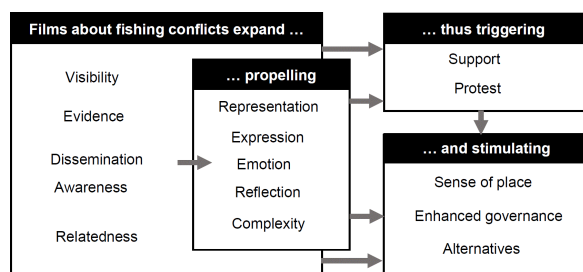 Films about fishing conflicts expand …
Visibility
Evidence
Dissemination
Awareness
Relatedness
… propelling
Representation
Expression
Emotion
Reflection
Complexity
… thus triggering
Support
Protest
… and stimulating
Sense of place
Enhanced governance
Alternatives